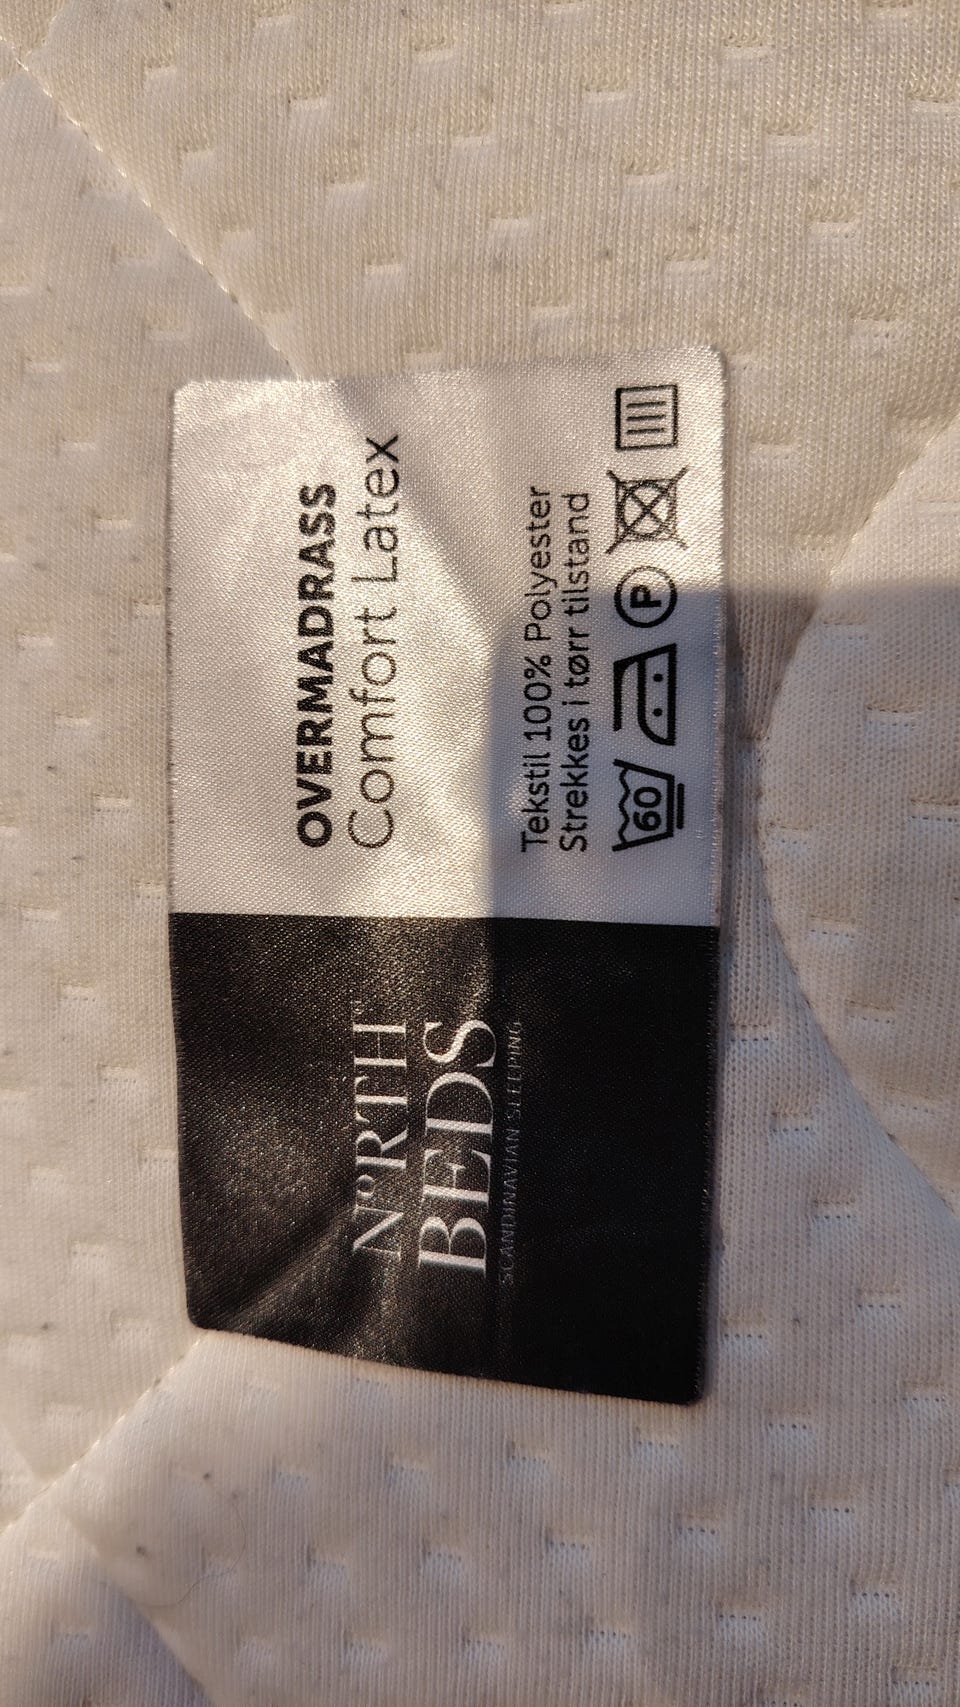 OVERMADRASS
Comfort Latex
Tekstil 100% Polyester
Strekkes i tørr tilstand
60 P
NORTH
BEDS
SCANDINAVIAN SLEEPING